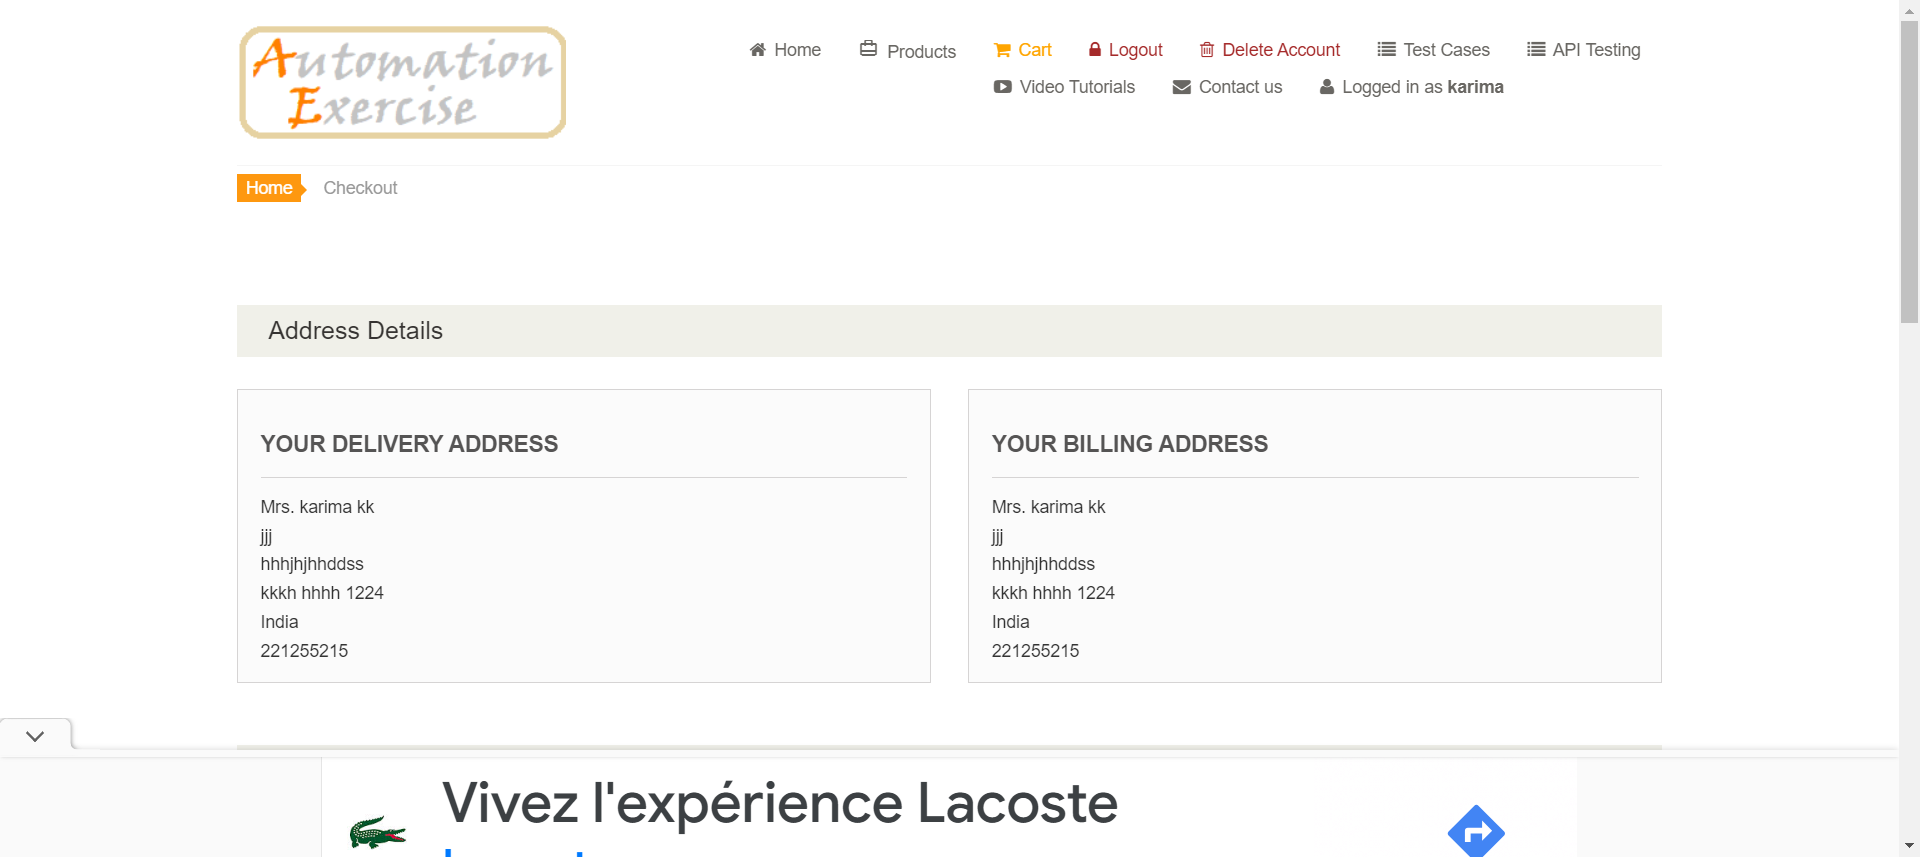 Automation
Exercise
Home
Products
Cart
Logout
Delete Account
Test Cases
API Testing
Video Tutorials
Contact us
Logged in as karima
Home
Checkout
Address Details
YOUR DELIVERY ADDRESS
Mrs. karima kk
jjj
hhhjhjhhddss
kkkh hhhh 1224
India
221255215
YOUR BILLING ADDRESS
Mrs. karima kk
jjj
hhhjhjhhddss
kkkh hhhh 1224
India
221255215
Vivez l'expérience Lacoste